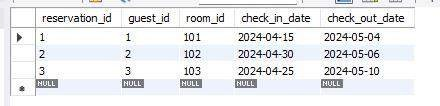 reservation_id guest_id room_id check_in_date check_out_date
1 1 101 2024-04-15 2024-05-04
2 2 102 2024-04-30 2024-05-06
3 3 103 2024-04-25 2024-05-10
NULL NULL NULL NULL NULL